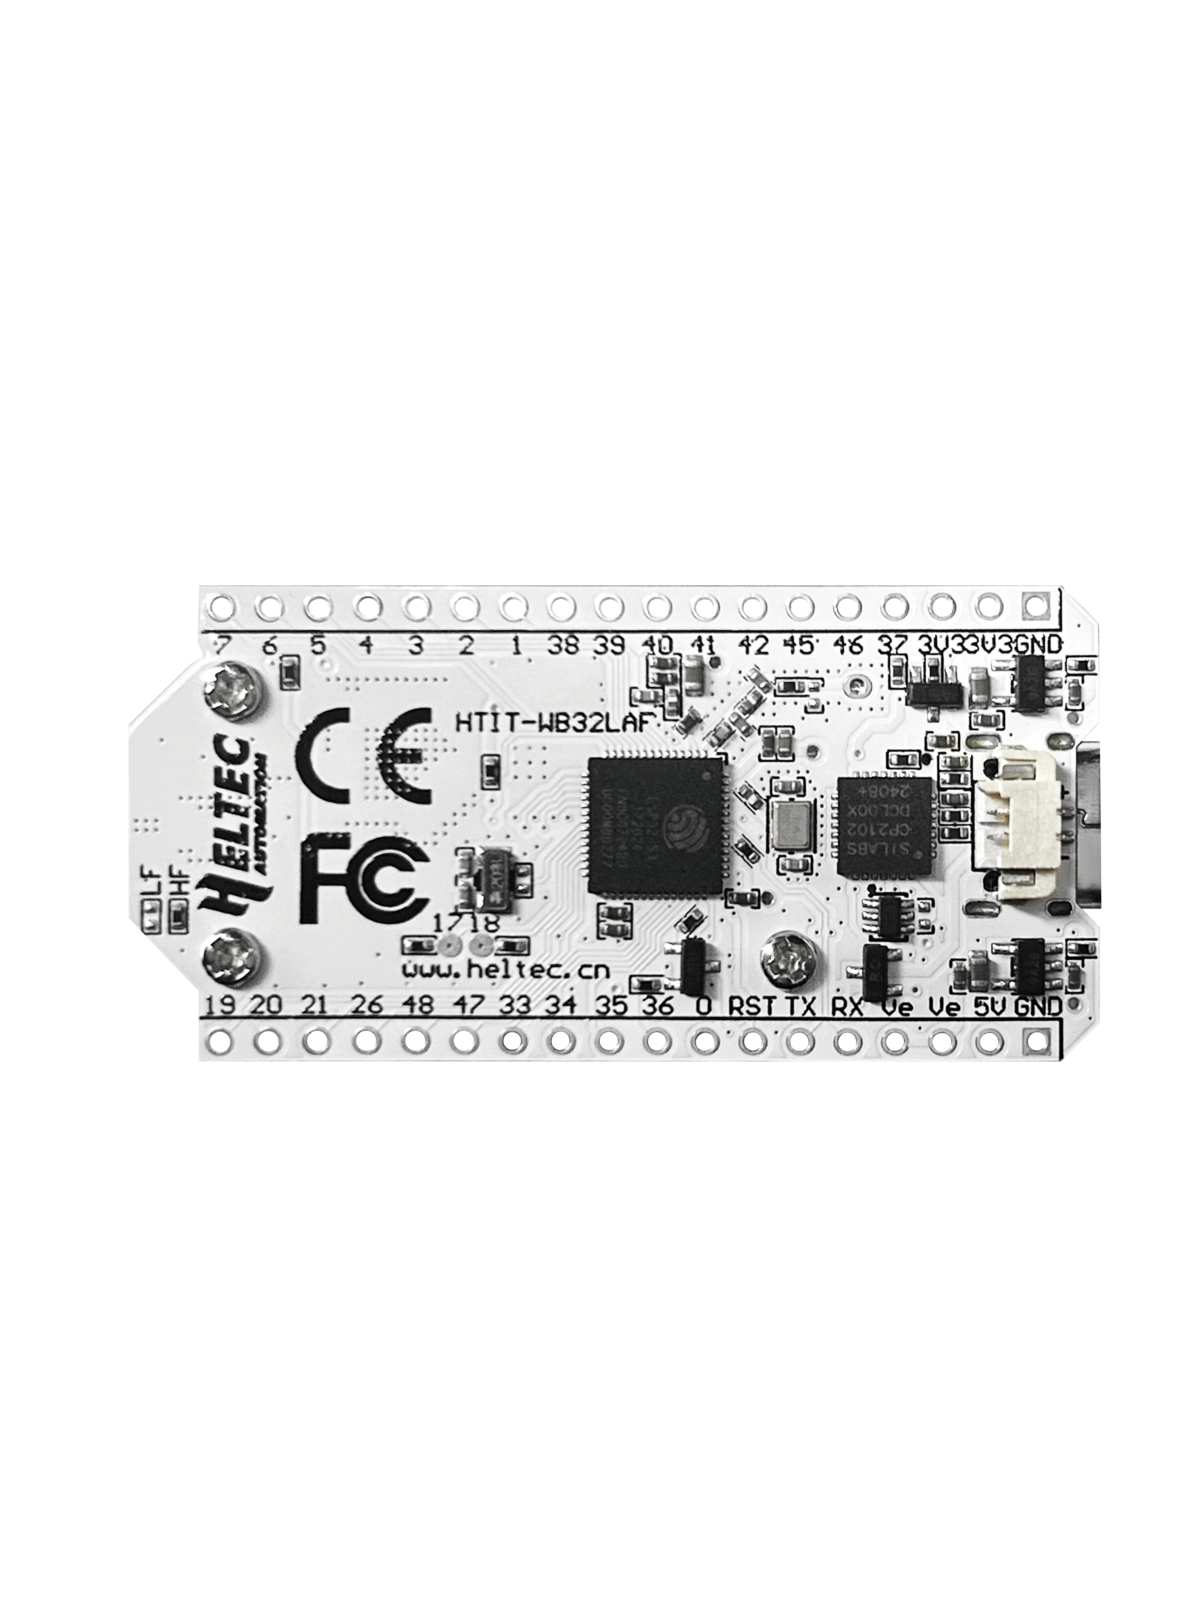 7 6 5 4 3 2 1 38 39 40 41 42 45 46 37 3V3 3V3 GND
HTIT-WB32LAF
CE
FC
HELTEC
AUTOMATION
LF
HF
SILABS
CP2102
DCL00X
2408+
17 18
www.heltec.cn
19 20 21 26 48 47 33 34 35 36 0 RST TX RX Ve Ve 5V GND